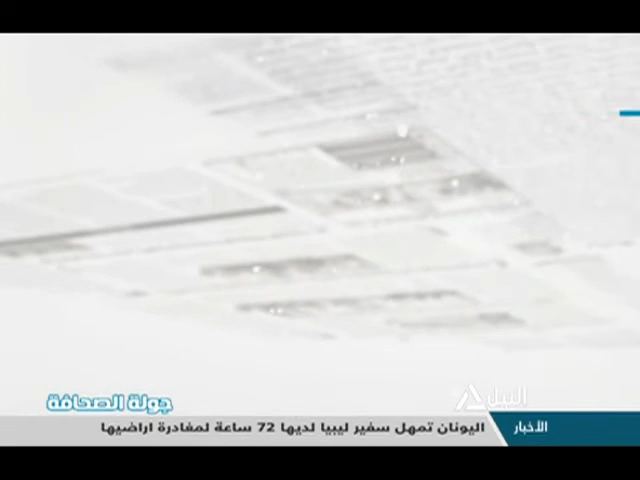 جولة الصحافة
النيل
الأخبار
اليونان تمهل سفير ليبيا لديها 72 ساعة لمغادرة اراضيها